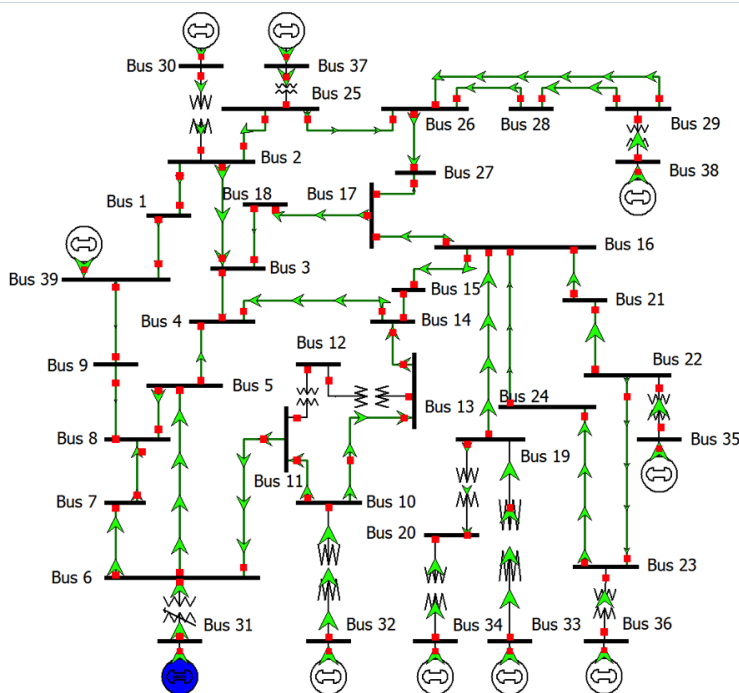 Bus 30
Bus 37
Bus 25
Bus 26
Bus 28
Bus 29
Bus 2
Bus 38
Bus 27
Bus 18
Bus 17
Bus 1
Bus 16
Bus 39
Bus 3
Bus 15
Bus 21
Bus 4
Bus 14
Bus 12
Bus 9
Bus 22
Bus 5
Bus 24
Bus 13
Bus 8
Bus 35
Bus 19
Bus 11
Bus 7
Bus 10
Bus 20
Bus 23
Bus 6
Bus 31
Bus 32
Bus 34
Bus 33
Bus 36